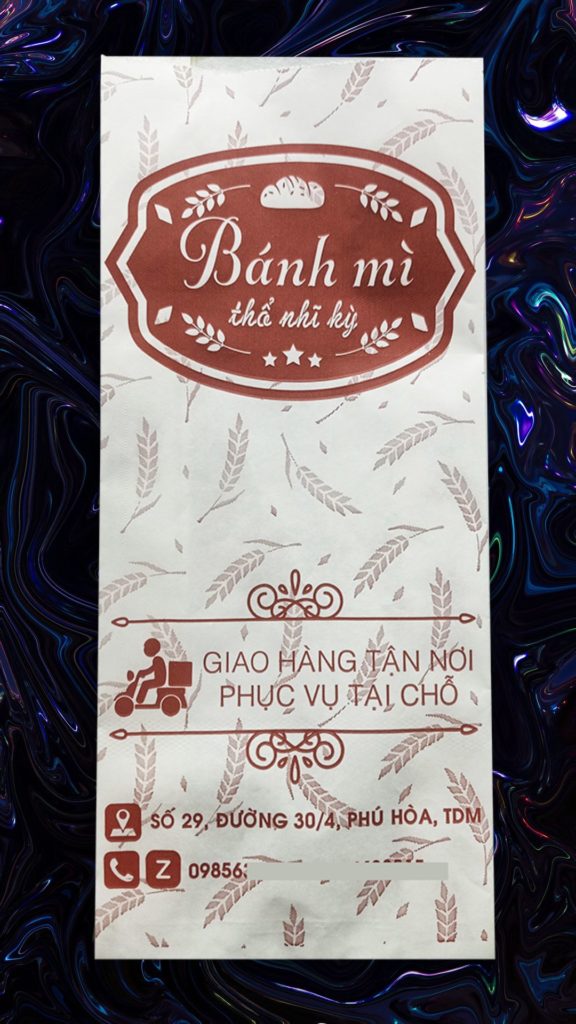 Bánh mì
thổ nhĩ kỳ
GIAO HÀNG TẬN NƠI
PHỤC VỤ TẠI CHỖ
SỐ 29, ĐƯỜNG 30/4, PHÚ HÒA, TDM
Z 09856